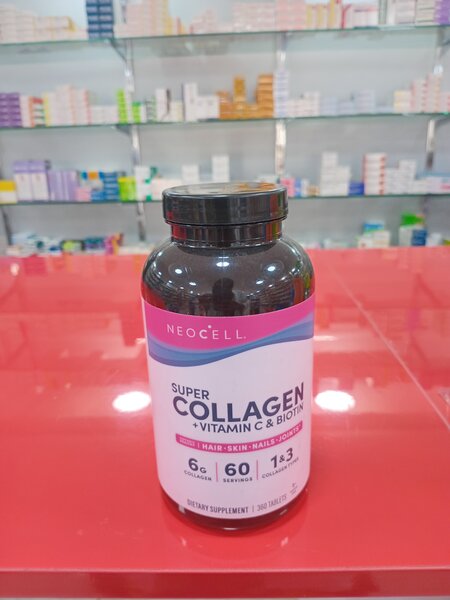 NEOCELL
SUPER
COLLAGEN
+VITAMIN C & BIOTIN
HAIR • SKIN • NAILS • JOINTS
6G | 60 | 1&3
COLLAGEN | SERVINGS | COLLAGEN TYPES
DIETARY SUPPLEMENT | 360 TABLETS